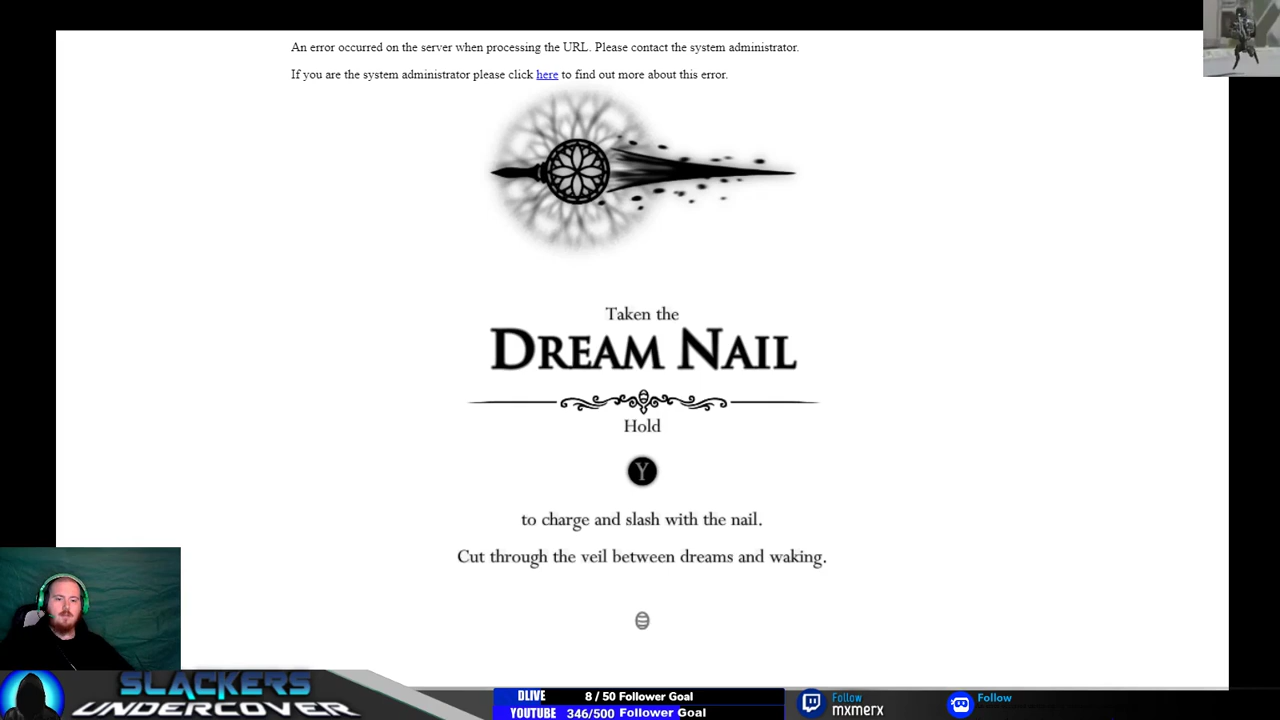 An error occurred on the server when processing the URL. Please contact the system administrator.
If you are the system administrator please click here to find out more about this error.
Taken the
DREAM NAIL
Hold
Y
to charge and slash with the nail.
Cut through the veil between dreams and waking.
SLACKERS
UNDERCOVER
DLIVE 8 / 50 Follower Goal
YOUTUBE 346/500 Follower Goal
Follow
mxmerx
Follow